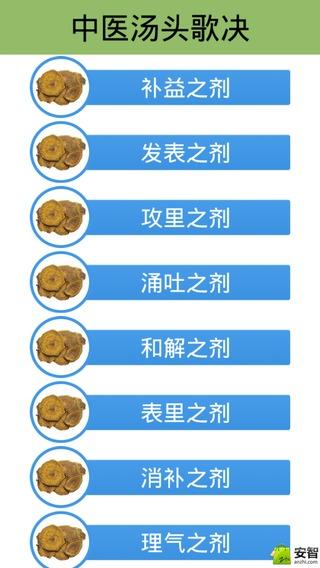 中医汤头歌决
补益之剂
发表之剂
攻里之剂
涌吐之剂
和解之剂
表里之剂
消补之剂
理气之剂
安智
anzhi.com